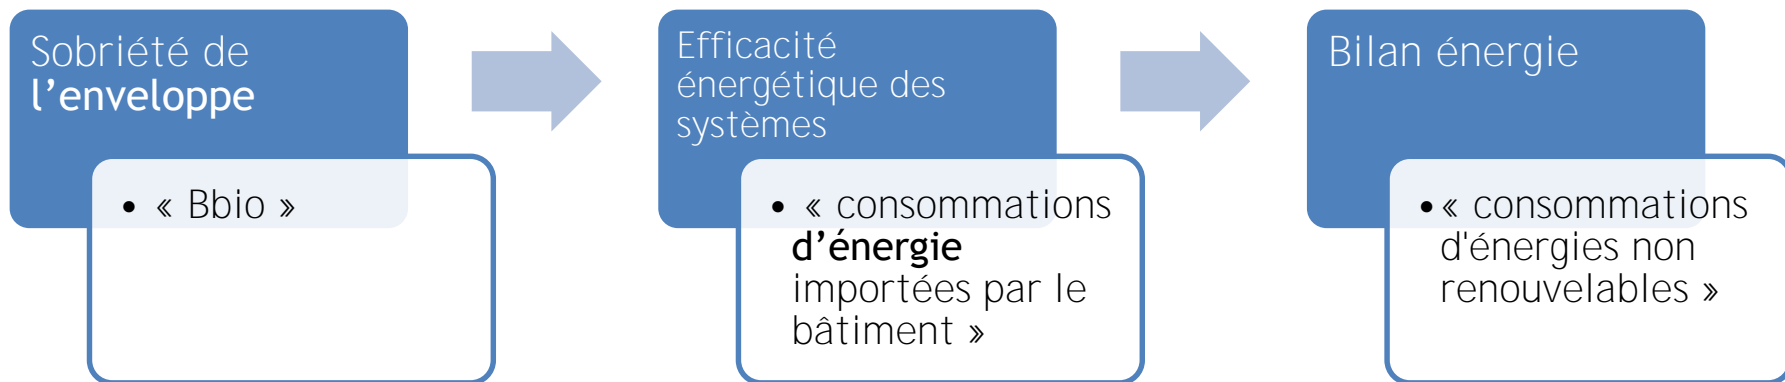 Sobriété de
l’enveloppe
• « Bbio »
Efficacité
énergétique des
systèmes
• « consommations
d’énergie
importées par le
bâtiment »
Bilan énergie
• « consommations
d'énergies non
renouvelables »